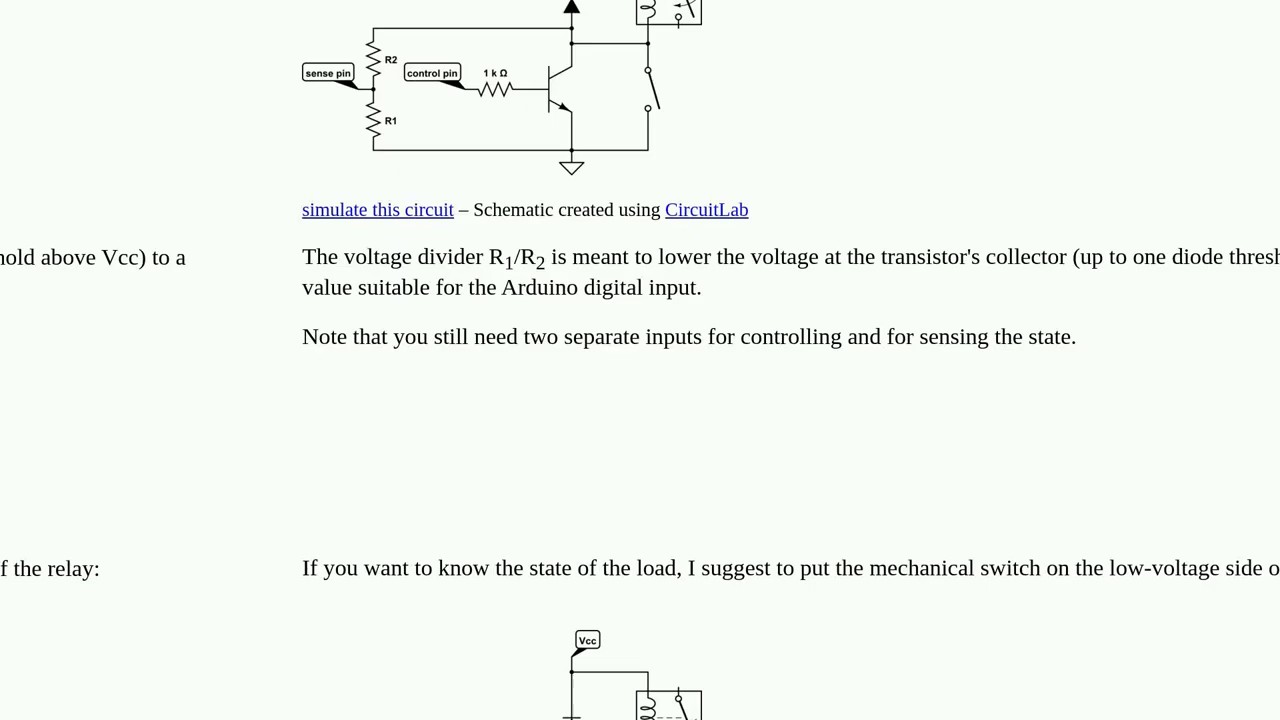 R2
sense pin
control pin
1 k Ω
R1
simulate this circuit – Schematic created using CircuitLab
hold above Vcc) to a
The voltage divider R1/R2 is meant to lower the voltage at the transistor's collector (up to one diode thresh
value suitable for the Arduino digital input.
Note that you still need two separate inputs for controlling and for sensing the state.
f the relay:
If you want to know the state of the load, I suggest to put the mechanical switch on the low-voltage side o
Vcc